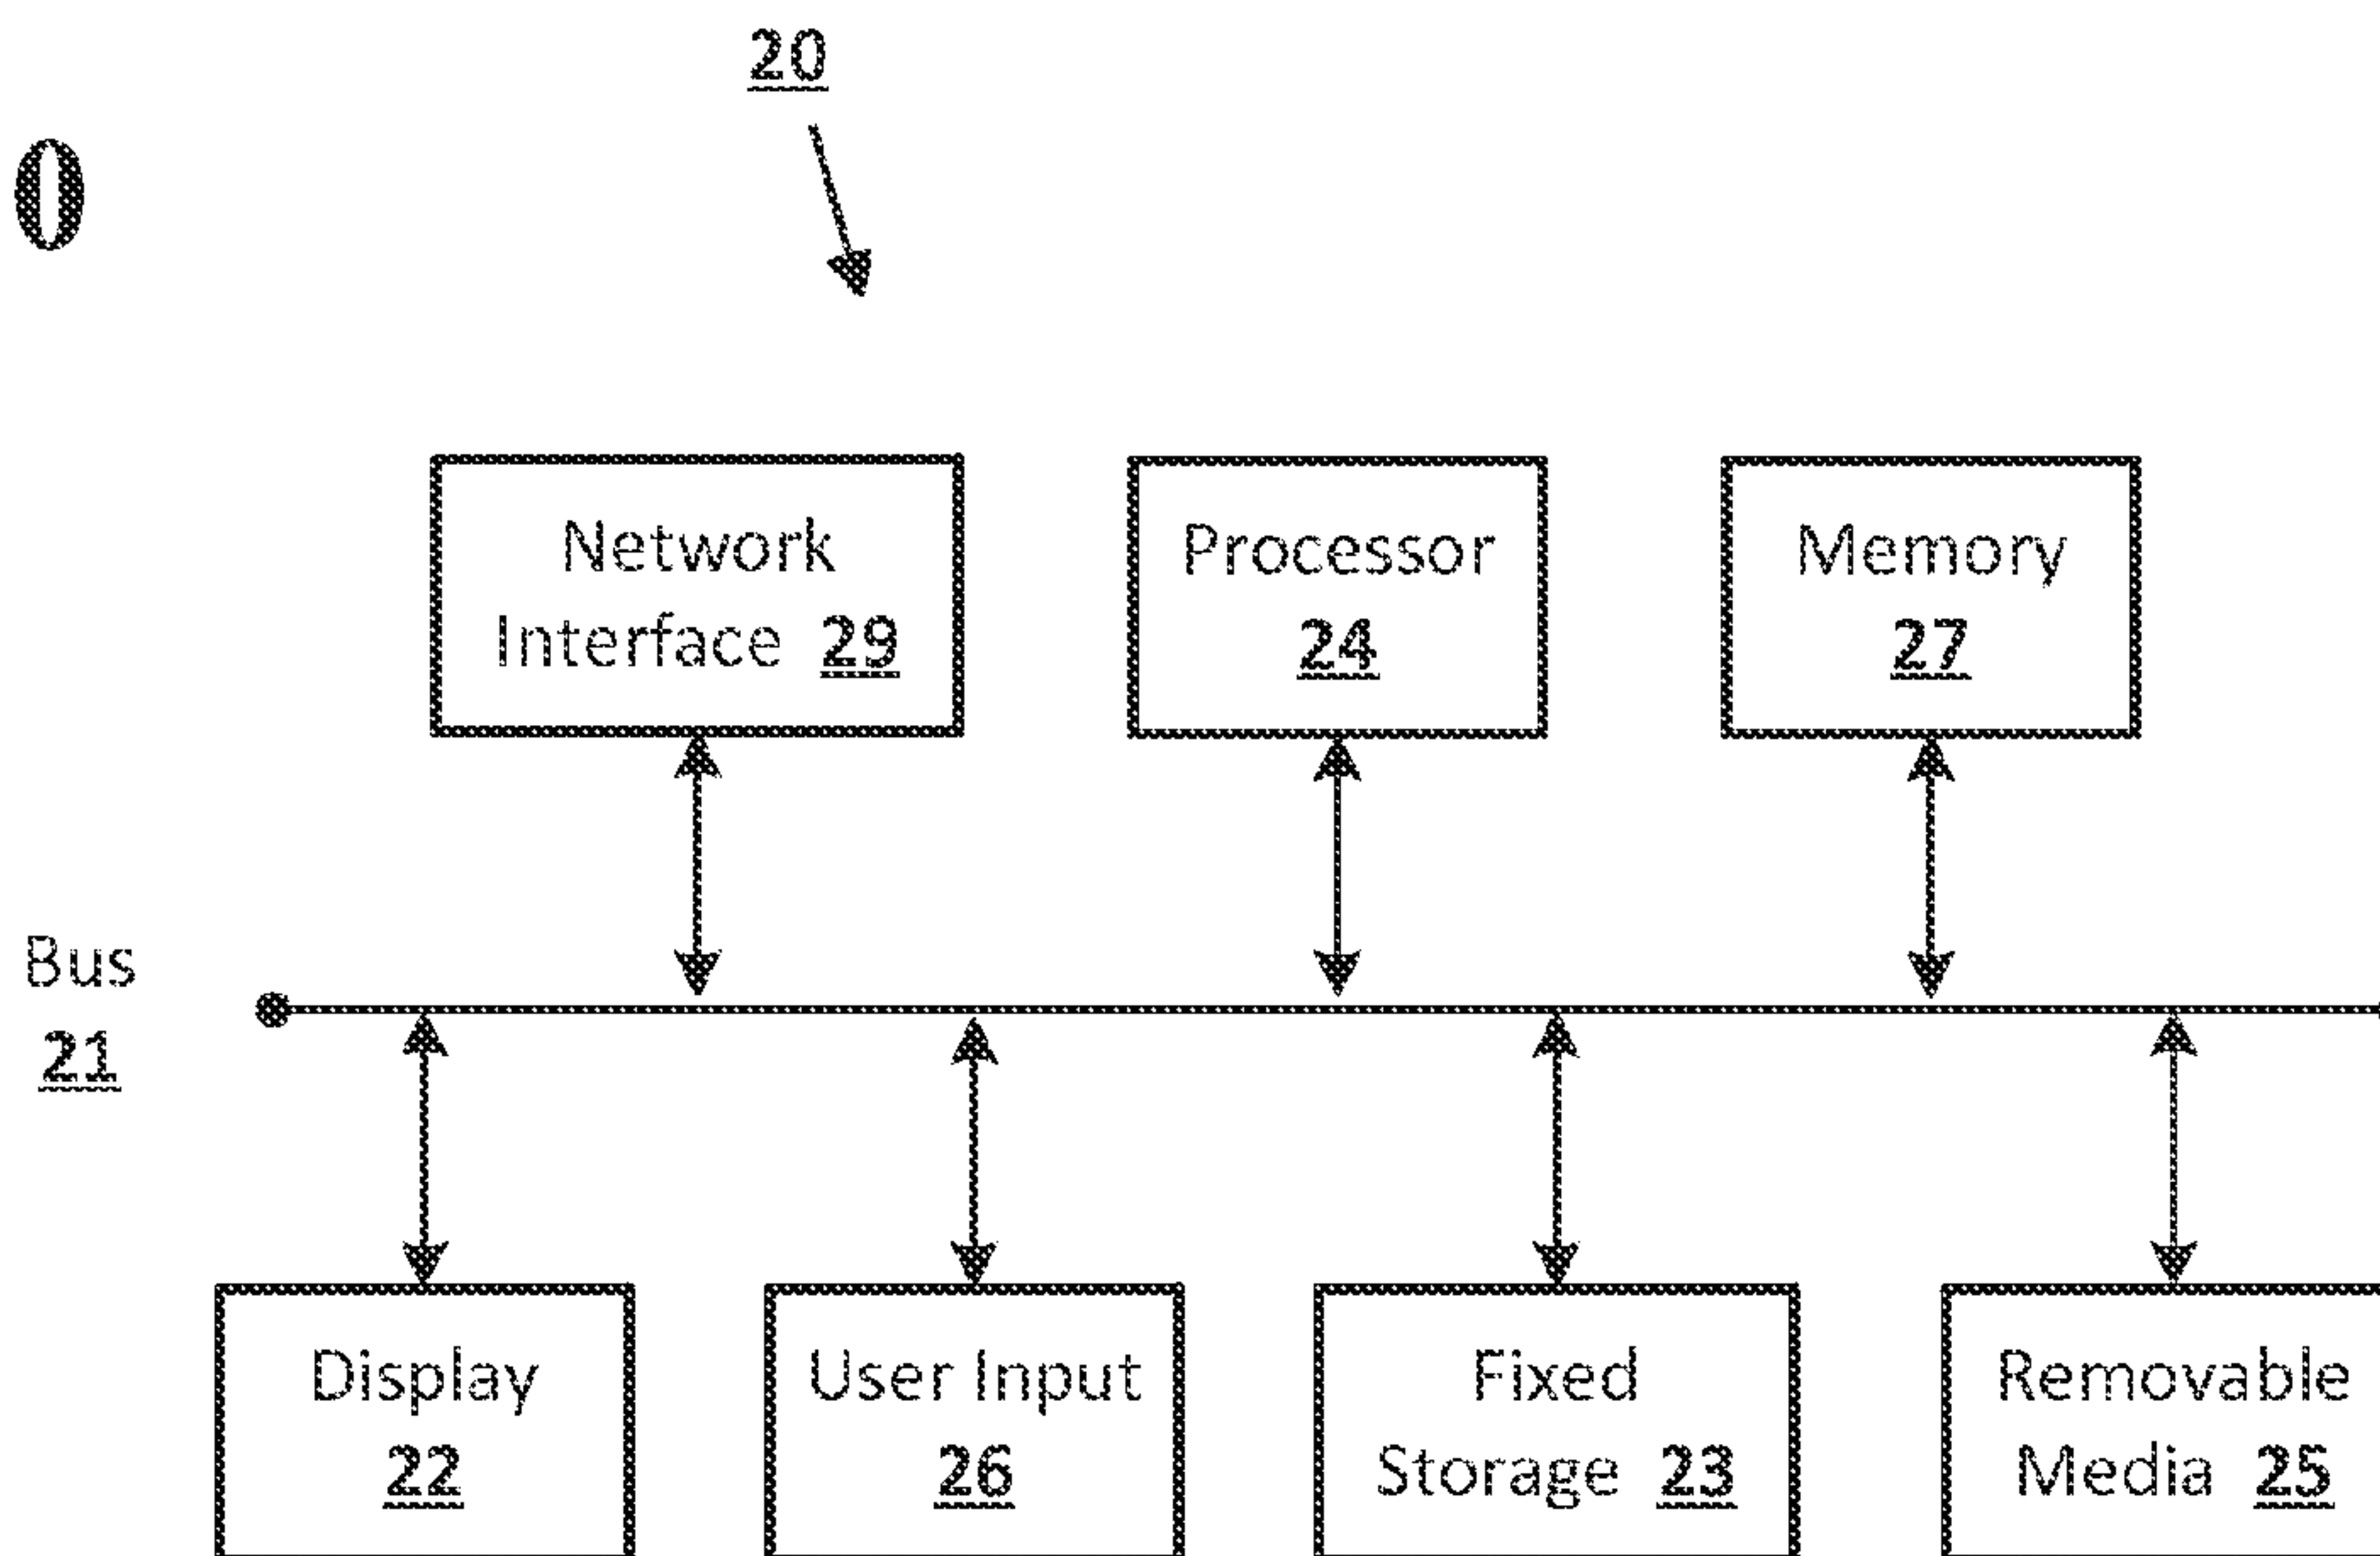 20
0
Network
Interface 29
Processor
24
Memory
27
Bus
21
Display
22
User Input
26
Fixed
Storage 23
Removable
Media 25